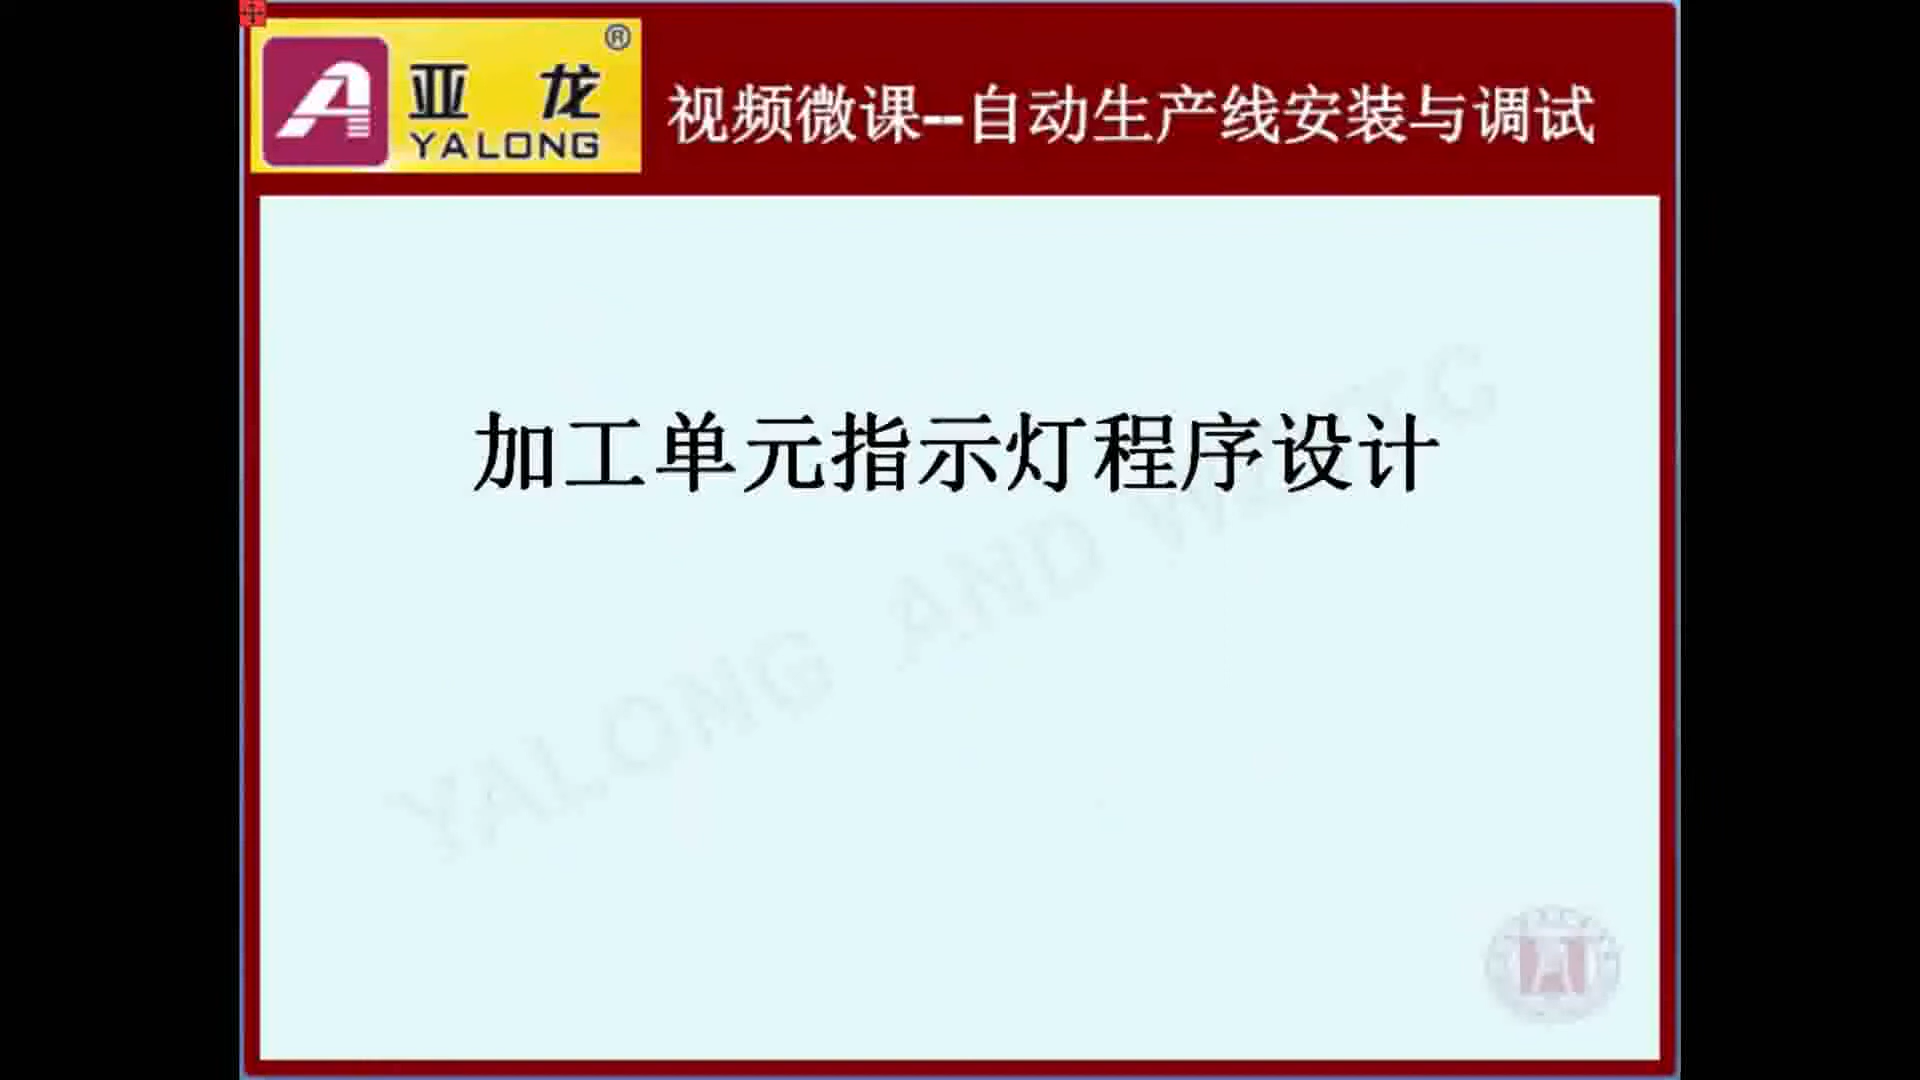 亚龙®
YALONG
视频微课--自动生产线安装与调试
加工单元指示灯程序设计
YALONG AND